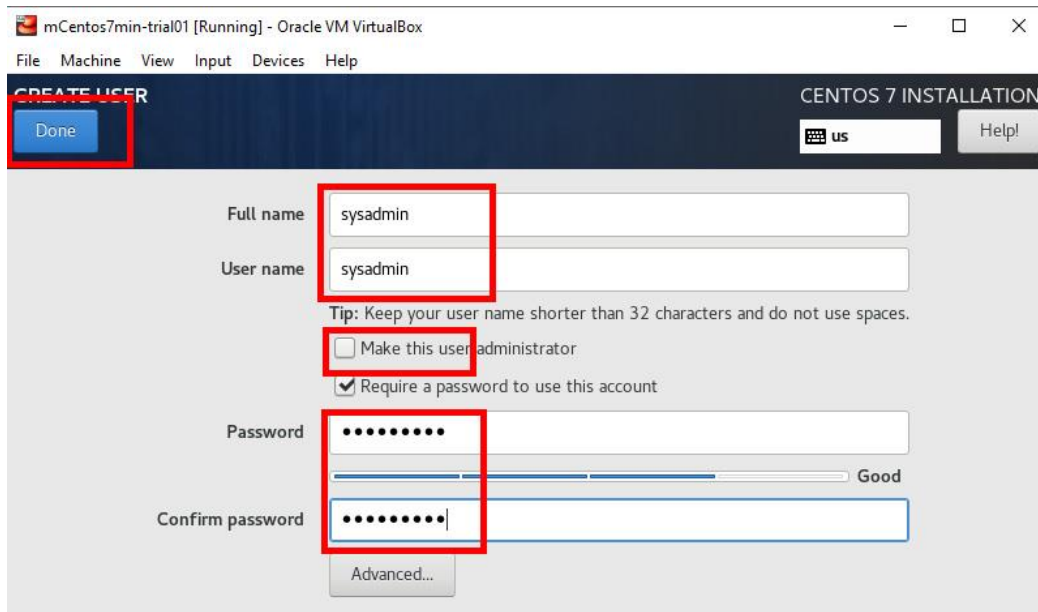 mCentos7min-trial01 [Running] - Oracle VM VirtualBox
File Machine View Input Devices Help
CREATE USER
CENTOS 7 INSTALLATION
Done
us
Help!
Full name
sysadmin
User name
sysadmin
Tip: Keep your user name shorter than 32 characters and do not use spaces.
Make this user administrator
Require a password to use this account
Password
•••••••••
Good
Confirm password
•••••••••
Advanced...